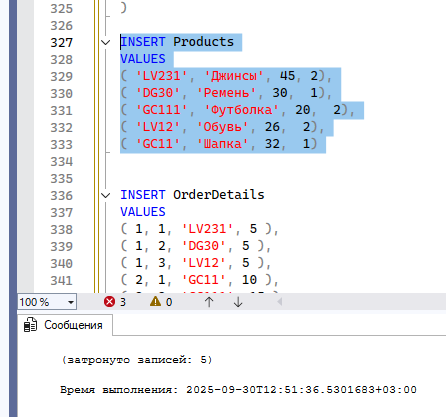 325 )
326
327 INSERT Products
328 VALUES
329 ( 'LV231', 'Джинсы', 45, 2),
330 ( 'DG30', 'Ремень', 30, 1),
331 ( 'GC111', 'Футболка', 20, 2),
332 ( 'LV12', 'Обувь', 26, 2),
333 ( 'GC11', 'Шапка', 32, 1)
334
335
336 INSERT OrderDetails
337 VALUES
338 ( 1, 1, 'LV231', 5 ),
339 ( 1, 2, 'DG30', 5 ),
340 ( 1, 3, 'LV12', 5 ),
341 ( 2, 1, 'GC11', 10 ),
100 % 3 0
Сообщения
(затронуто записей: 5)
Время выполнения: 2025-09-30T12:51:36.5301683+03:00